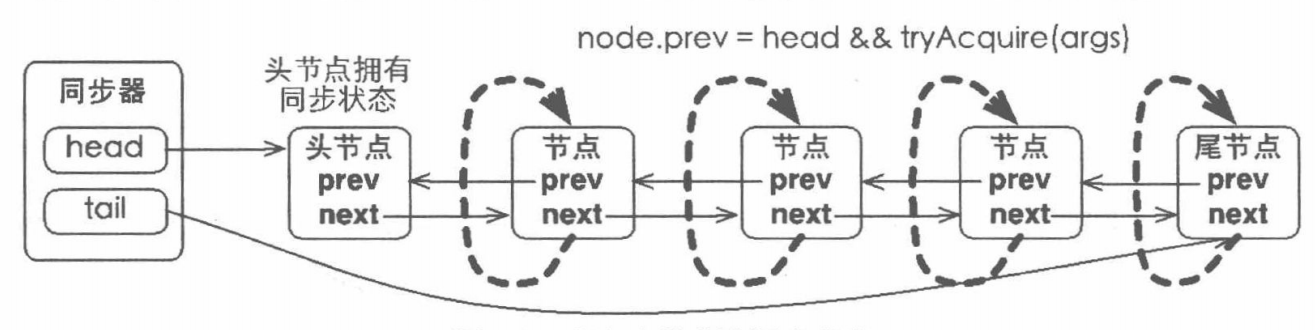 node.prev = head && tryAcquire(args)
同步器
head
tail
头节点拥有
同步状态
头节点
prev
next
节点
prev
next
节点
prev
next
节点
prev
next
尾节点
prev
next